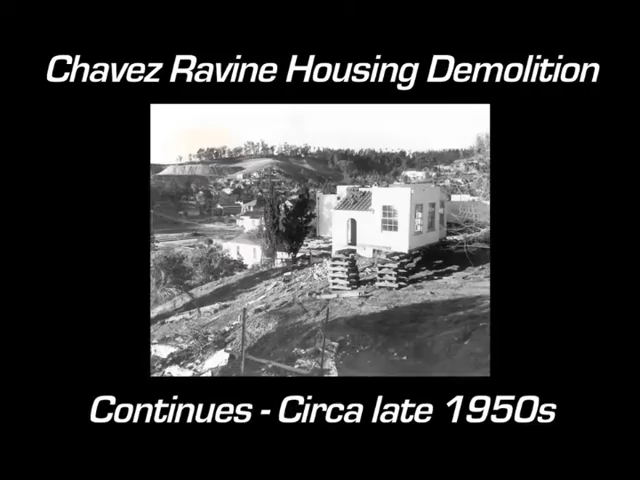 Chavez Ravine Housing Demolition
Continues - Circa late 1950s